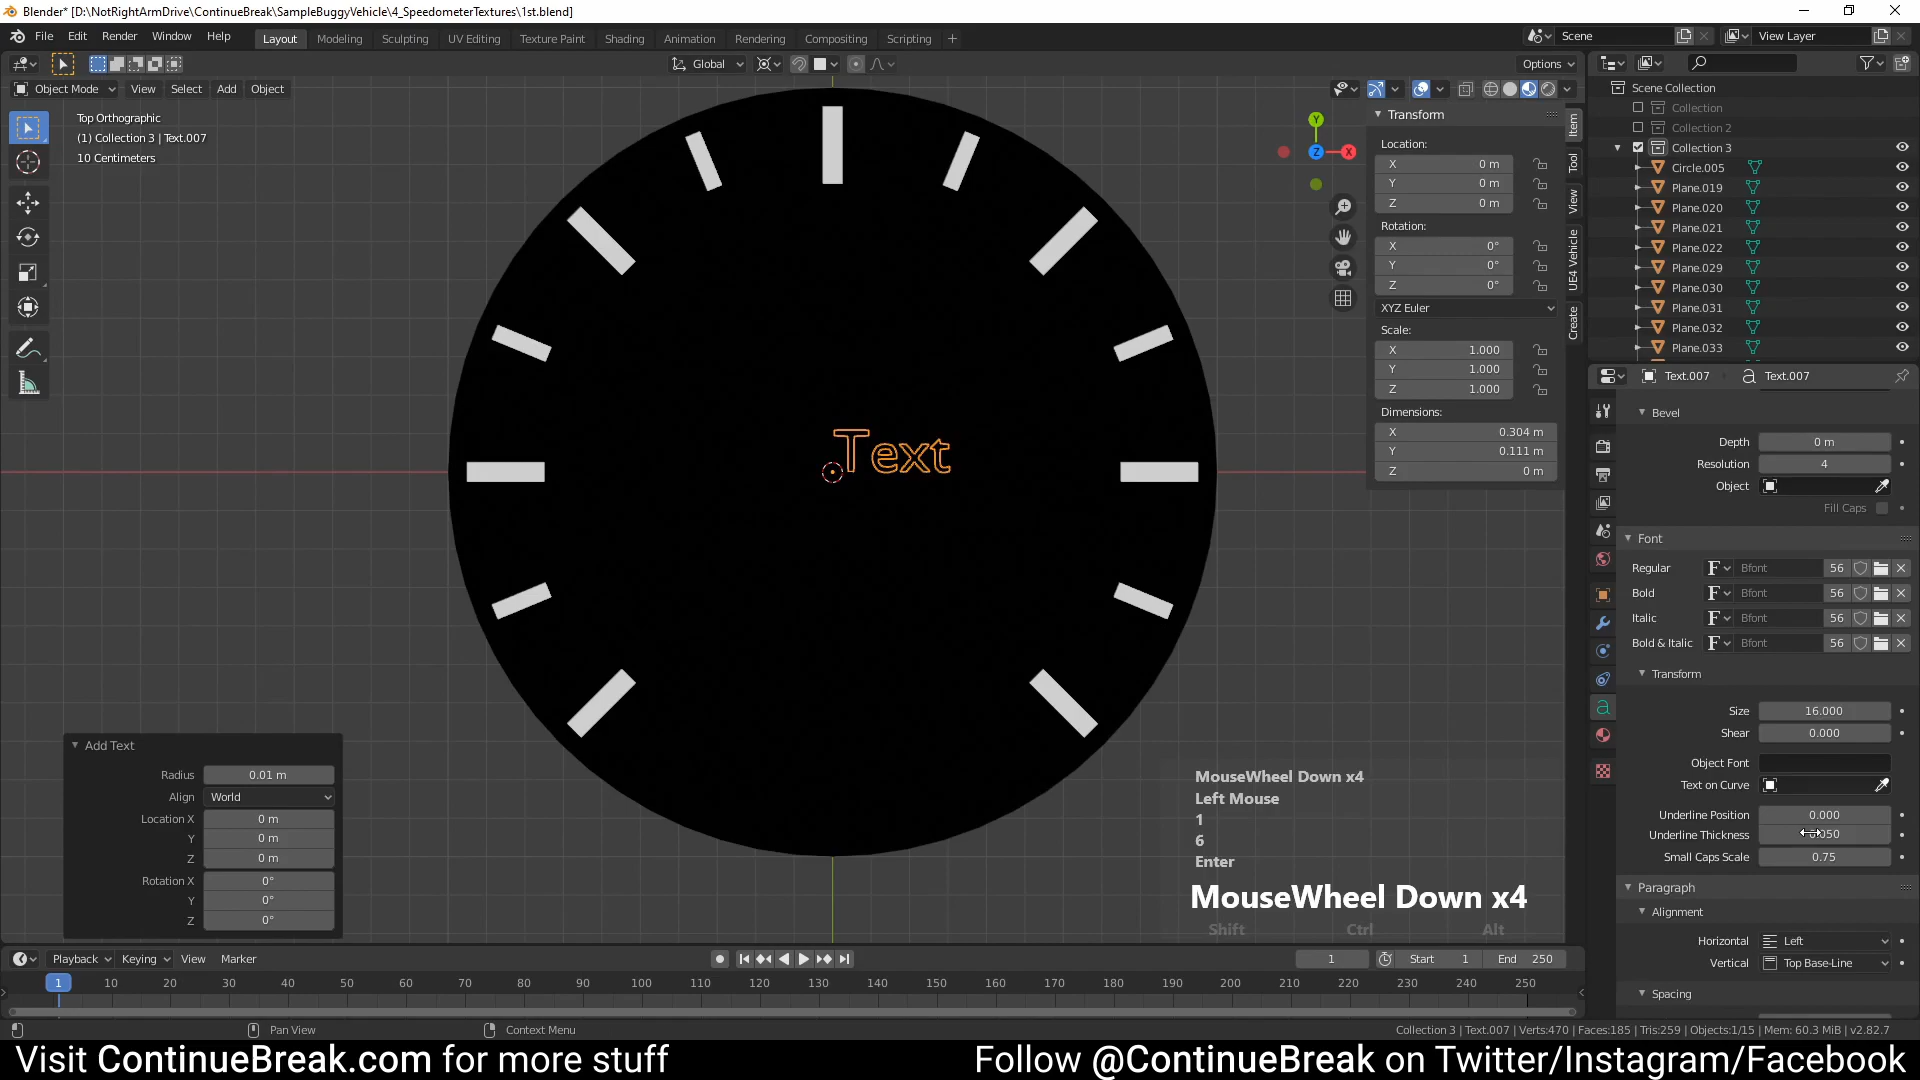 Blender* [D:\NotRightArmDrive\ContinueBreak\SampleBuggyVehicle\4_SpeedometerTextures\1st.blend]
File Edit Render Window Help
Layout Modeling Sculpting UV Editing Texture Paint Shading Animation Rendering Compositing Scripting +
Scene
View Layer
Global
Options
Object Mode View Select Add Object
Top Orthographic
(1) Collection 3 | Text.007
10 Centimeters
Text
Y
X
Z
Transform
Location:
X 0 m
Y 0 m
Z 0 m
Rotation:
X 0°
Y 0°
Z 0°
XYZ Euler
Scale:
X 1.000
Y 1.000
Z 1.000
Dimensions:
X 0.304 m
Y 0.111 m
Z 0 m
Item
Tool
View
UE4 Vehicle
Create
Scene Collection
Collection
Collection 2
Collection 3
Circle.005
Plane.019
Plane.020
Plane.021
Plane.022
Plane.029
Plane.030
Plane.031
Plane.032
Plane.033
Text.007 Text.007
Bevel
Depth 0 m
Resolution 4
Object
Fill Caps
Font
Regular Bfont 56
Bold Bfont 56
Italic Bfont 56
Bold & Italic Bfont 56
Transform
Size 16.000
Shear 0.000
Object Font
Text on Curve
Underline Position 0.000
Underline Thickness
Small Caps Scale 0.75
Paragraph
Alignment
Horizontal Left
Vertical Top Base-Line
Spacing
Add Text
Radius 0.01 m
Align World
Location X 0 m
Y 0 m
Z 0 m
Rotation X 0°
Y 0°
Z 0°
MouseWheel Down x4
Left Mouse
1
6
Enter
MouseWheel Down x4
Shift Ctrl Alt
Playback Keying View Marker
1 Start 1 End 250
1 10 20 30 40 50 60 70 80 90 100 110 120 130 140 150 160 170 180 190 200 210 220 230 240 250
Pan View Context Menu
Collection 3 | Text.007 | Verts:470 | Faces:185 | Tris:259 | Objects:1/15 | Mem: 60.3 MiB | v2.82.7
Visit ContinueBreak.com for more stuff
Follow @ContinueBreak on Twitter/Instagram/Facebook